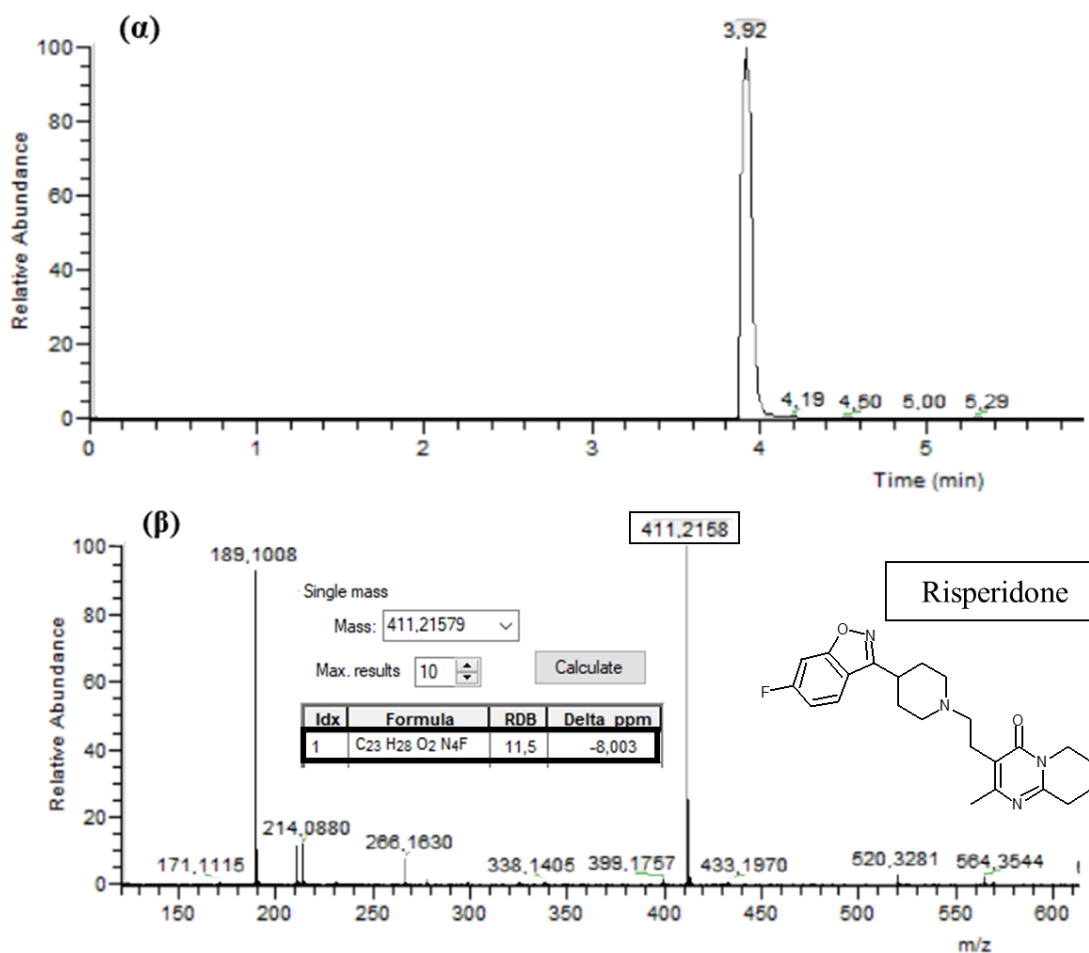 (α)
3,92
100
80
60
40
20
0
Relative Abundance
4,19 4,50 5,00 5,29
0 1 2 3 4 5
Time (min)
(β)
411,2158
100
80
60
40
20
0
Relative Abundance
189,1008
Single mass
Mass: 411,21579
Max. results 10 Calculate
Idx Formula RDB Delta ppm
1 C23 H28 O2 N4F 11,5 -8,003
Risperidone
O N
F
N
O
N
N
171,1115 214,0880 266,1630 338,1405 399,1757 433,1970 520,3281 564,3544
150 200 250 300 350 400 450 500 550 600
m/z